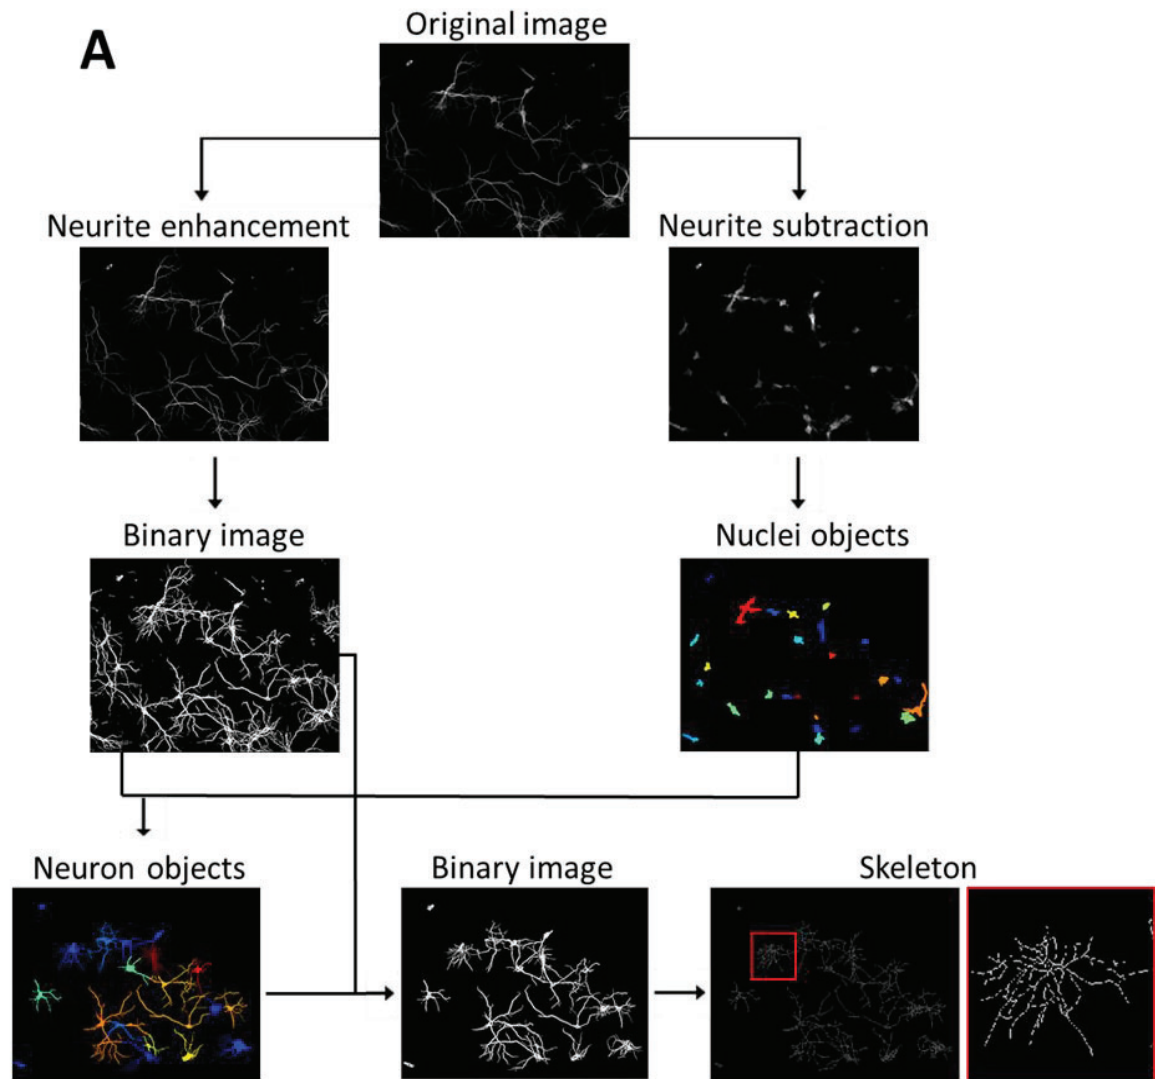 A
Original image
Neurite enhancement
Neurite subtraction
Binary image
Nuclei objects
Neuron objects
Binary image
Skeleton